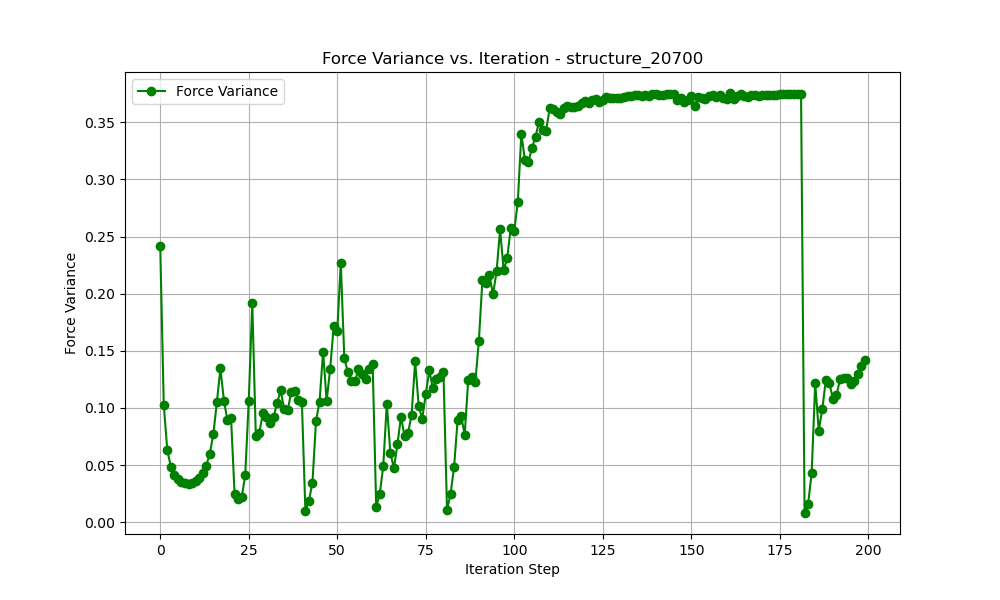 Force Variance vs. Iteration - structure_20700
Force Variance
0.35
0.30
0.25
0.20
0.15
0.10
0.05
0.00
Force Variance
0 25 50 75 100 125 150 175 200
Iteration Step